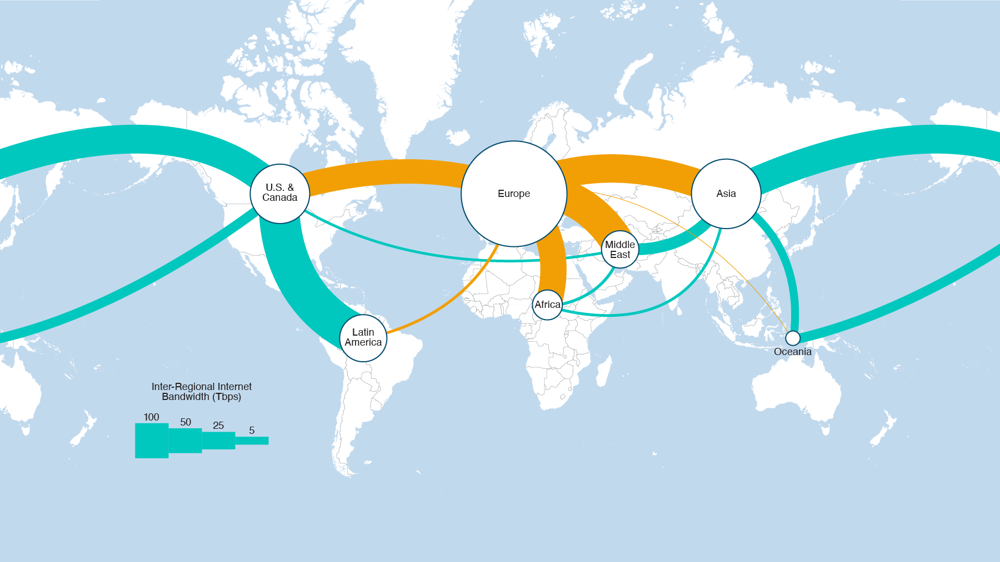 U.S. &
Canada
Europe
Asia
Middle
East
Africa
Latin
America
Oceania
Inter-Regional Internet
Bandwidth (Tbps)
100
50
25
5